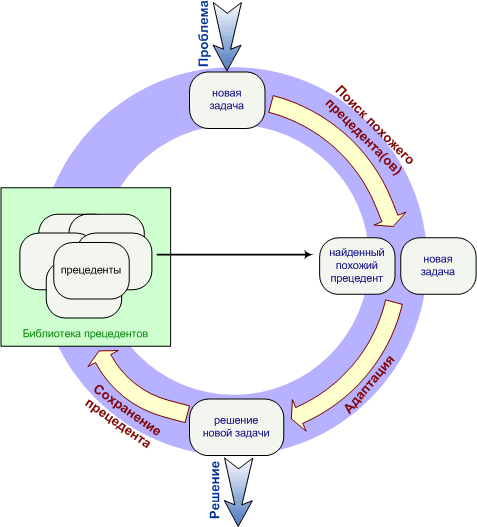 Проблема
новая
задача
Поиск похожего
прецедента(ов)
прецеденты
Библиотека прецедентов
найденный
похожий
прецедент
новая
задача
Адаптация
Сохранение
прецедента
решение
новой задачи
Решение